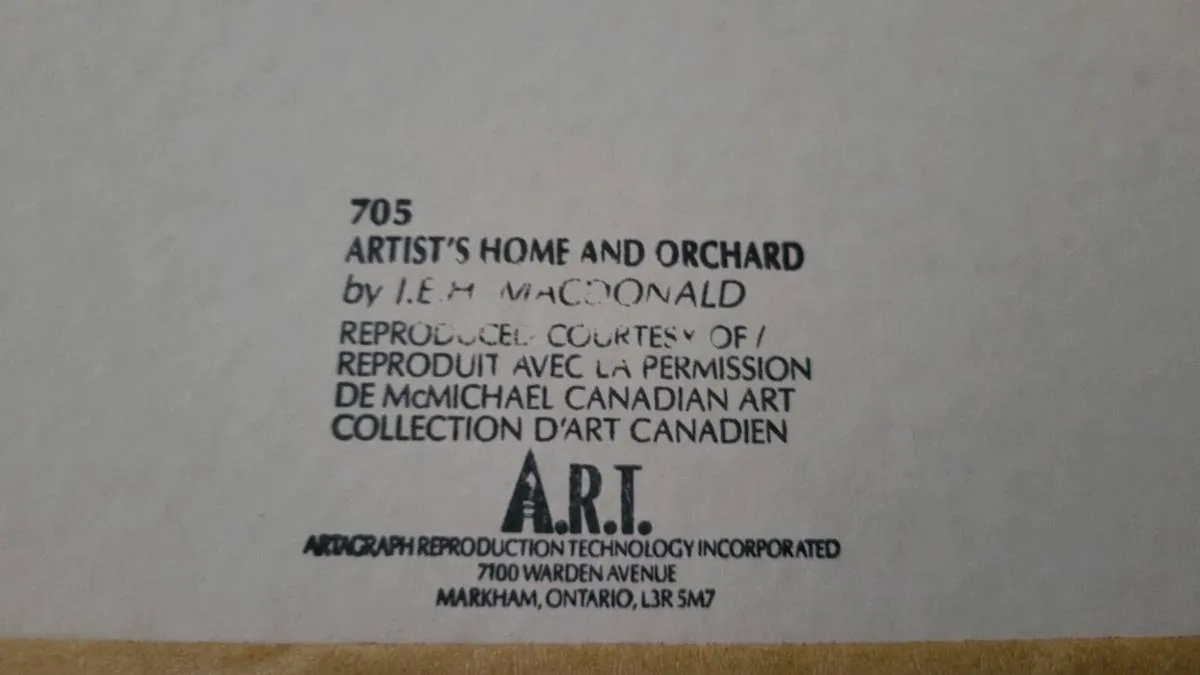 705
ARTIST'S HOME AND ORCHARD
by J.E.H. MACDONALD
REPRODUCED COURTESY OF /
REPRODUIT AVEC LA PERMISSION
DE McMICHAEL CANADIAN ART
COLLECTION D'ART CANADIEN
A.R.T.
ARTAGRAPH REPRODUCTION TECHNOLOGY INCORPORATED
7100 WARDEN AVENUE
MARKHAM, ONTARIO, L3R 5M7